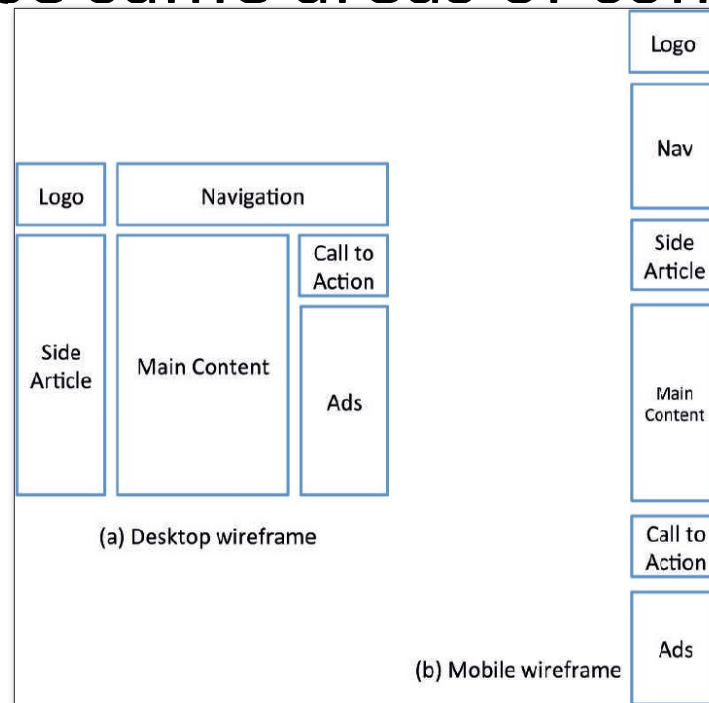 Logo
Navigation
Side
Article
Main Content
Call to
Action
Ads
(a) Desktop wireframe
Logo
Nav
Side
Article
Main
Content
Call to
Action
Ads
(b) Mobile wireframe